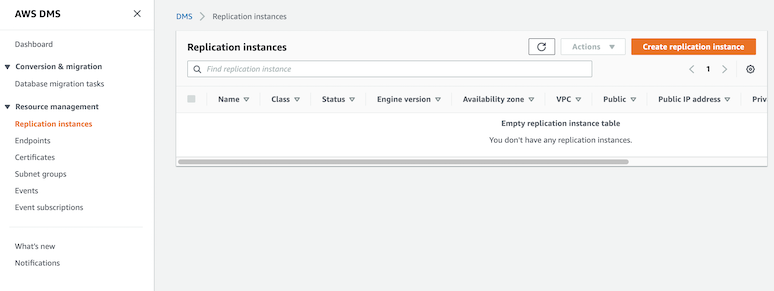 AWS DMS
Dashboard
Conversion & migration
Database migration tasks
Resource management
Replication instances
Endpoints
Certificates
Subnet groups
Events
Event subscriptions
What's new
Notifications
DMS Replication instances
Replication instances Actions Create replication instance
Find replication instance 1
Name Class Status Engine version Availability zone VPC Public Public IP address Priva
Empty replication instance table
You don't have any replication instances.